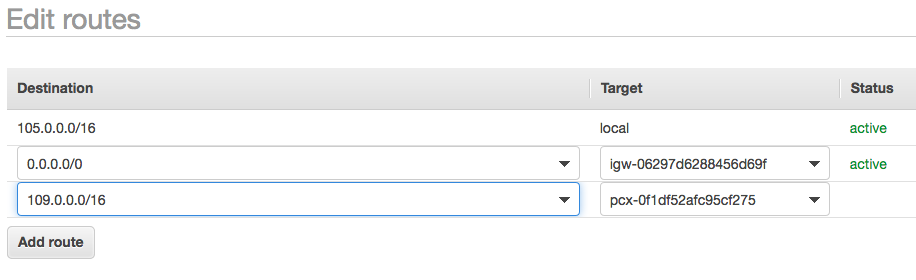 Edit routes
Destination Target Status
105.0.0.0/16 local active
0.0.0.0/0 igw-06297d6288456d69f active
109.0.0.0/16 pcx-0f1df52afc95cf275
Add route